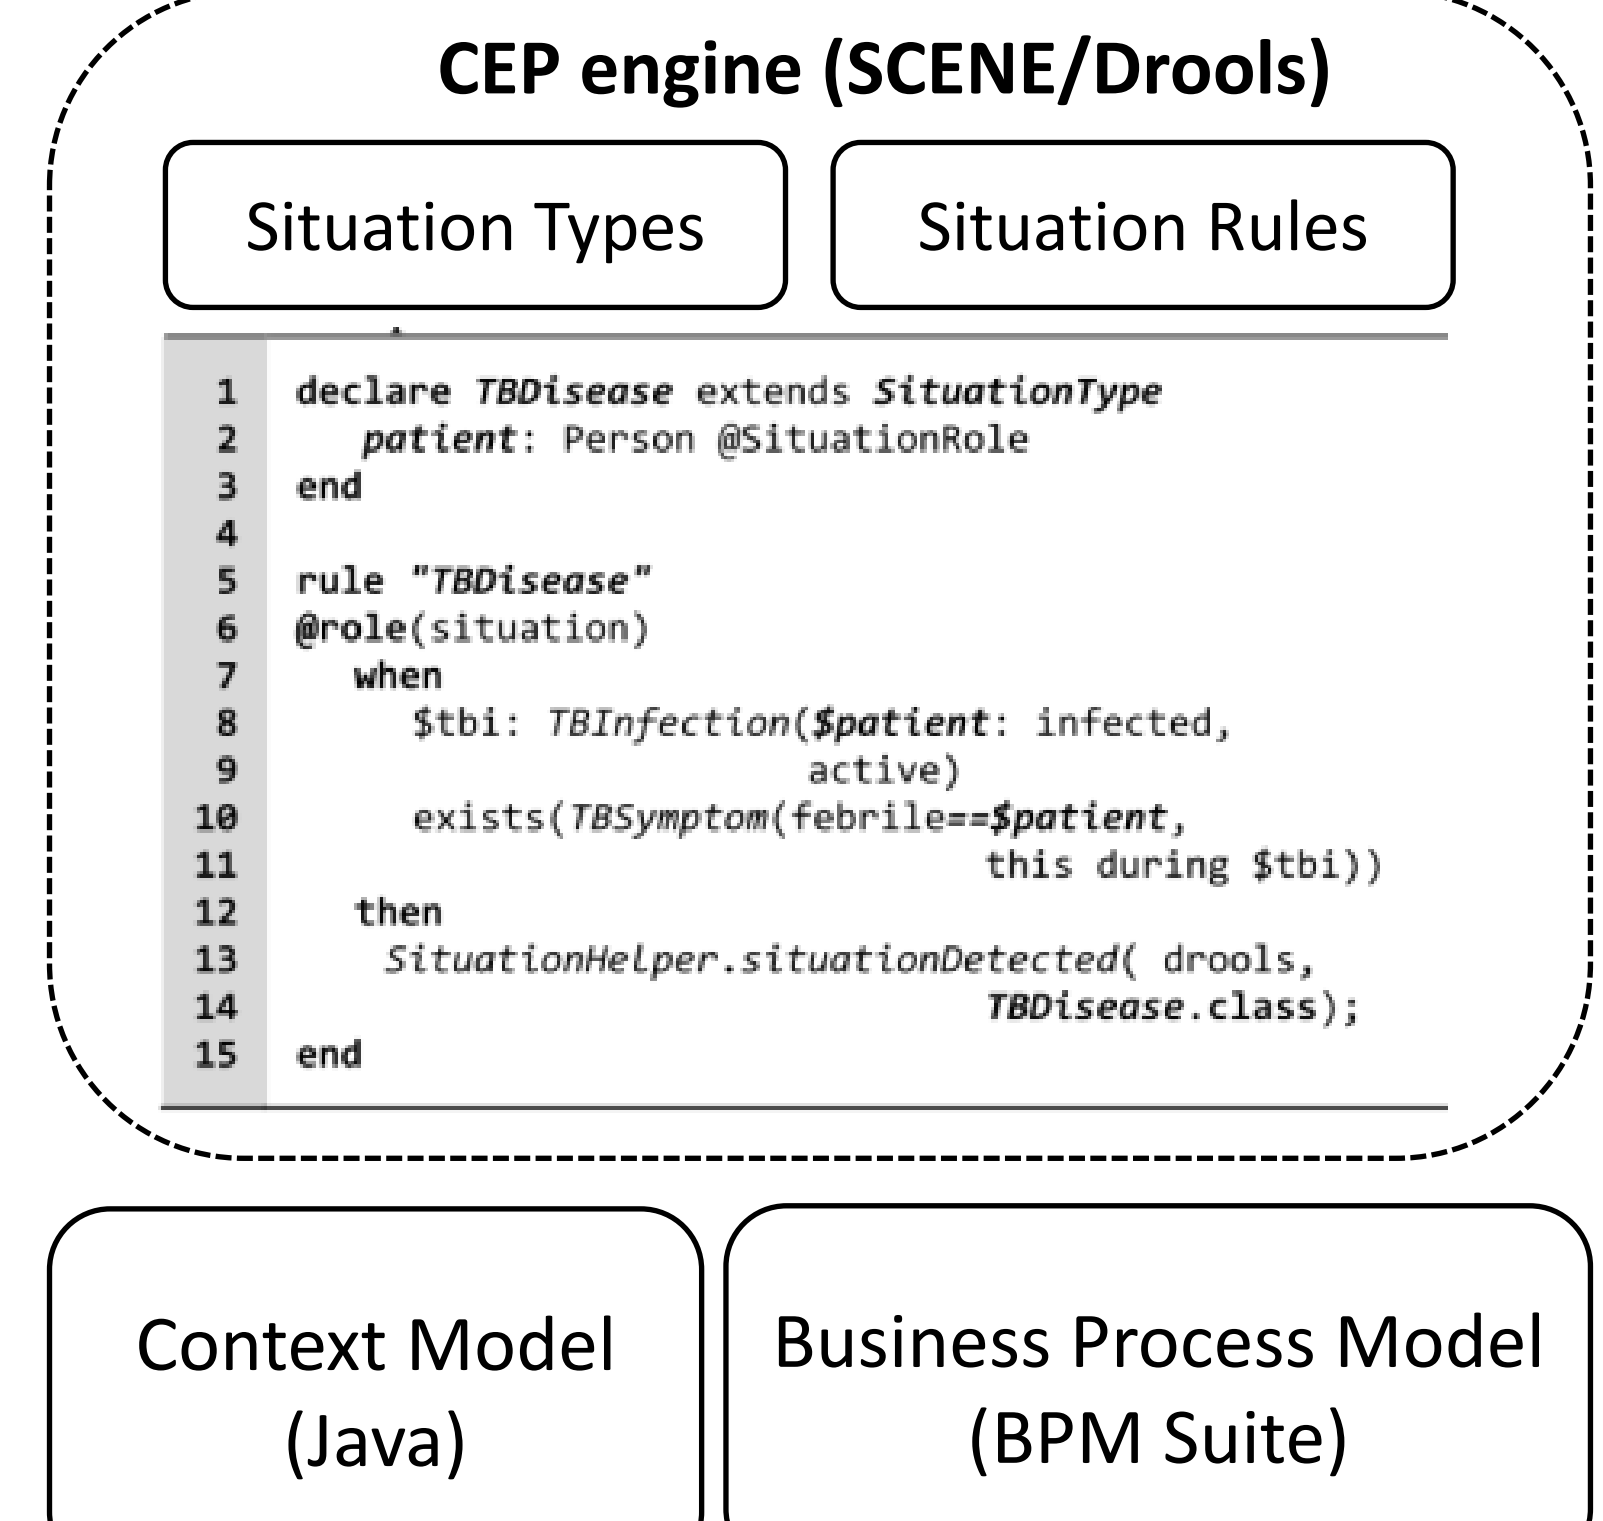 CEP engine (SCENE/Drools)
Situation Types
Situation Rules
1 declare TBDisease extends SituationType
2 patient: Person @SituationRole
3 end
4
5 rule "TBDisease"
6 @role(situation)
7 when
8 $tbi: TBInfection($patient: infected,
9 active)
10 exists(TBSymptom(febrile==$patient,
11 this during $tbi))
12 then
13 SituationHelper.situationDetected( drools,
14 TBDisease.class);
15 end
Context Model
(Java)
Business Process Model
(BPM Suite)